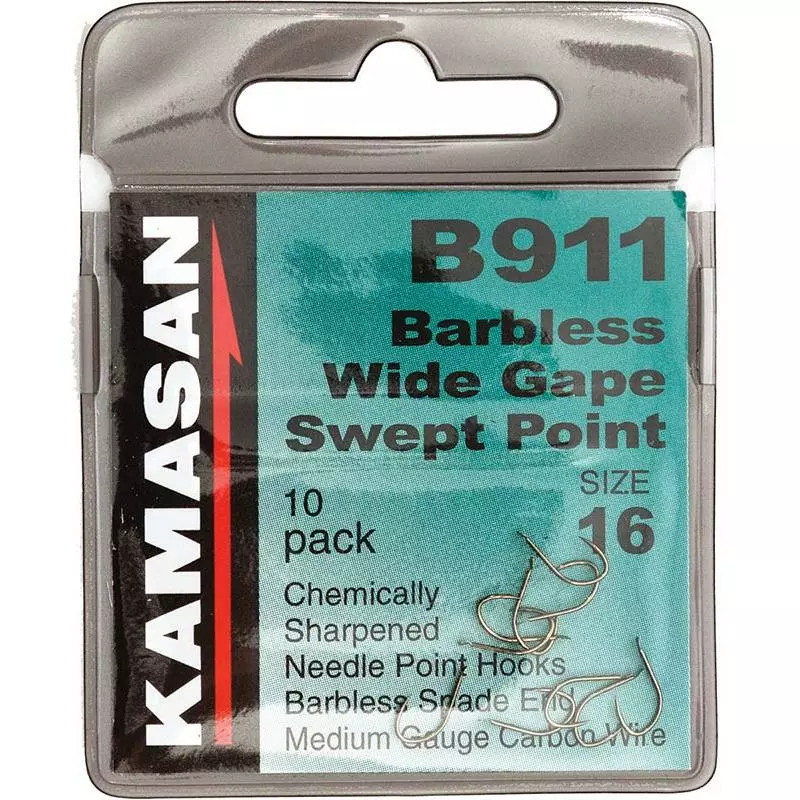 KAMASAN
B911
Barbless
Wide Gape
Swept Point
SIZE
16
10
pack
Chemically
Sharpened
Needle Point Hooks
Barbless Spade End
Medium Gauge Carbon Wire